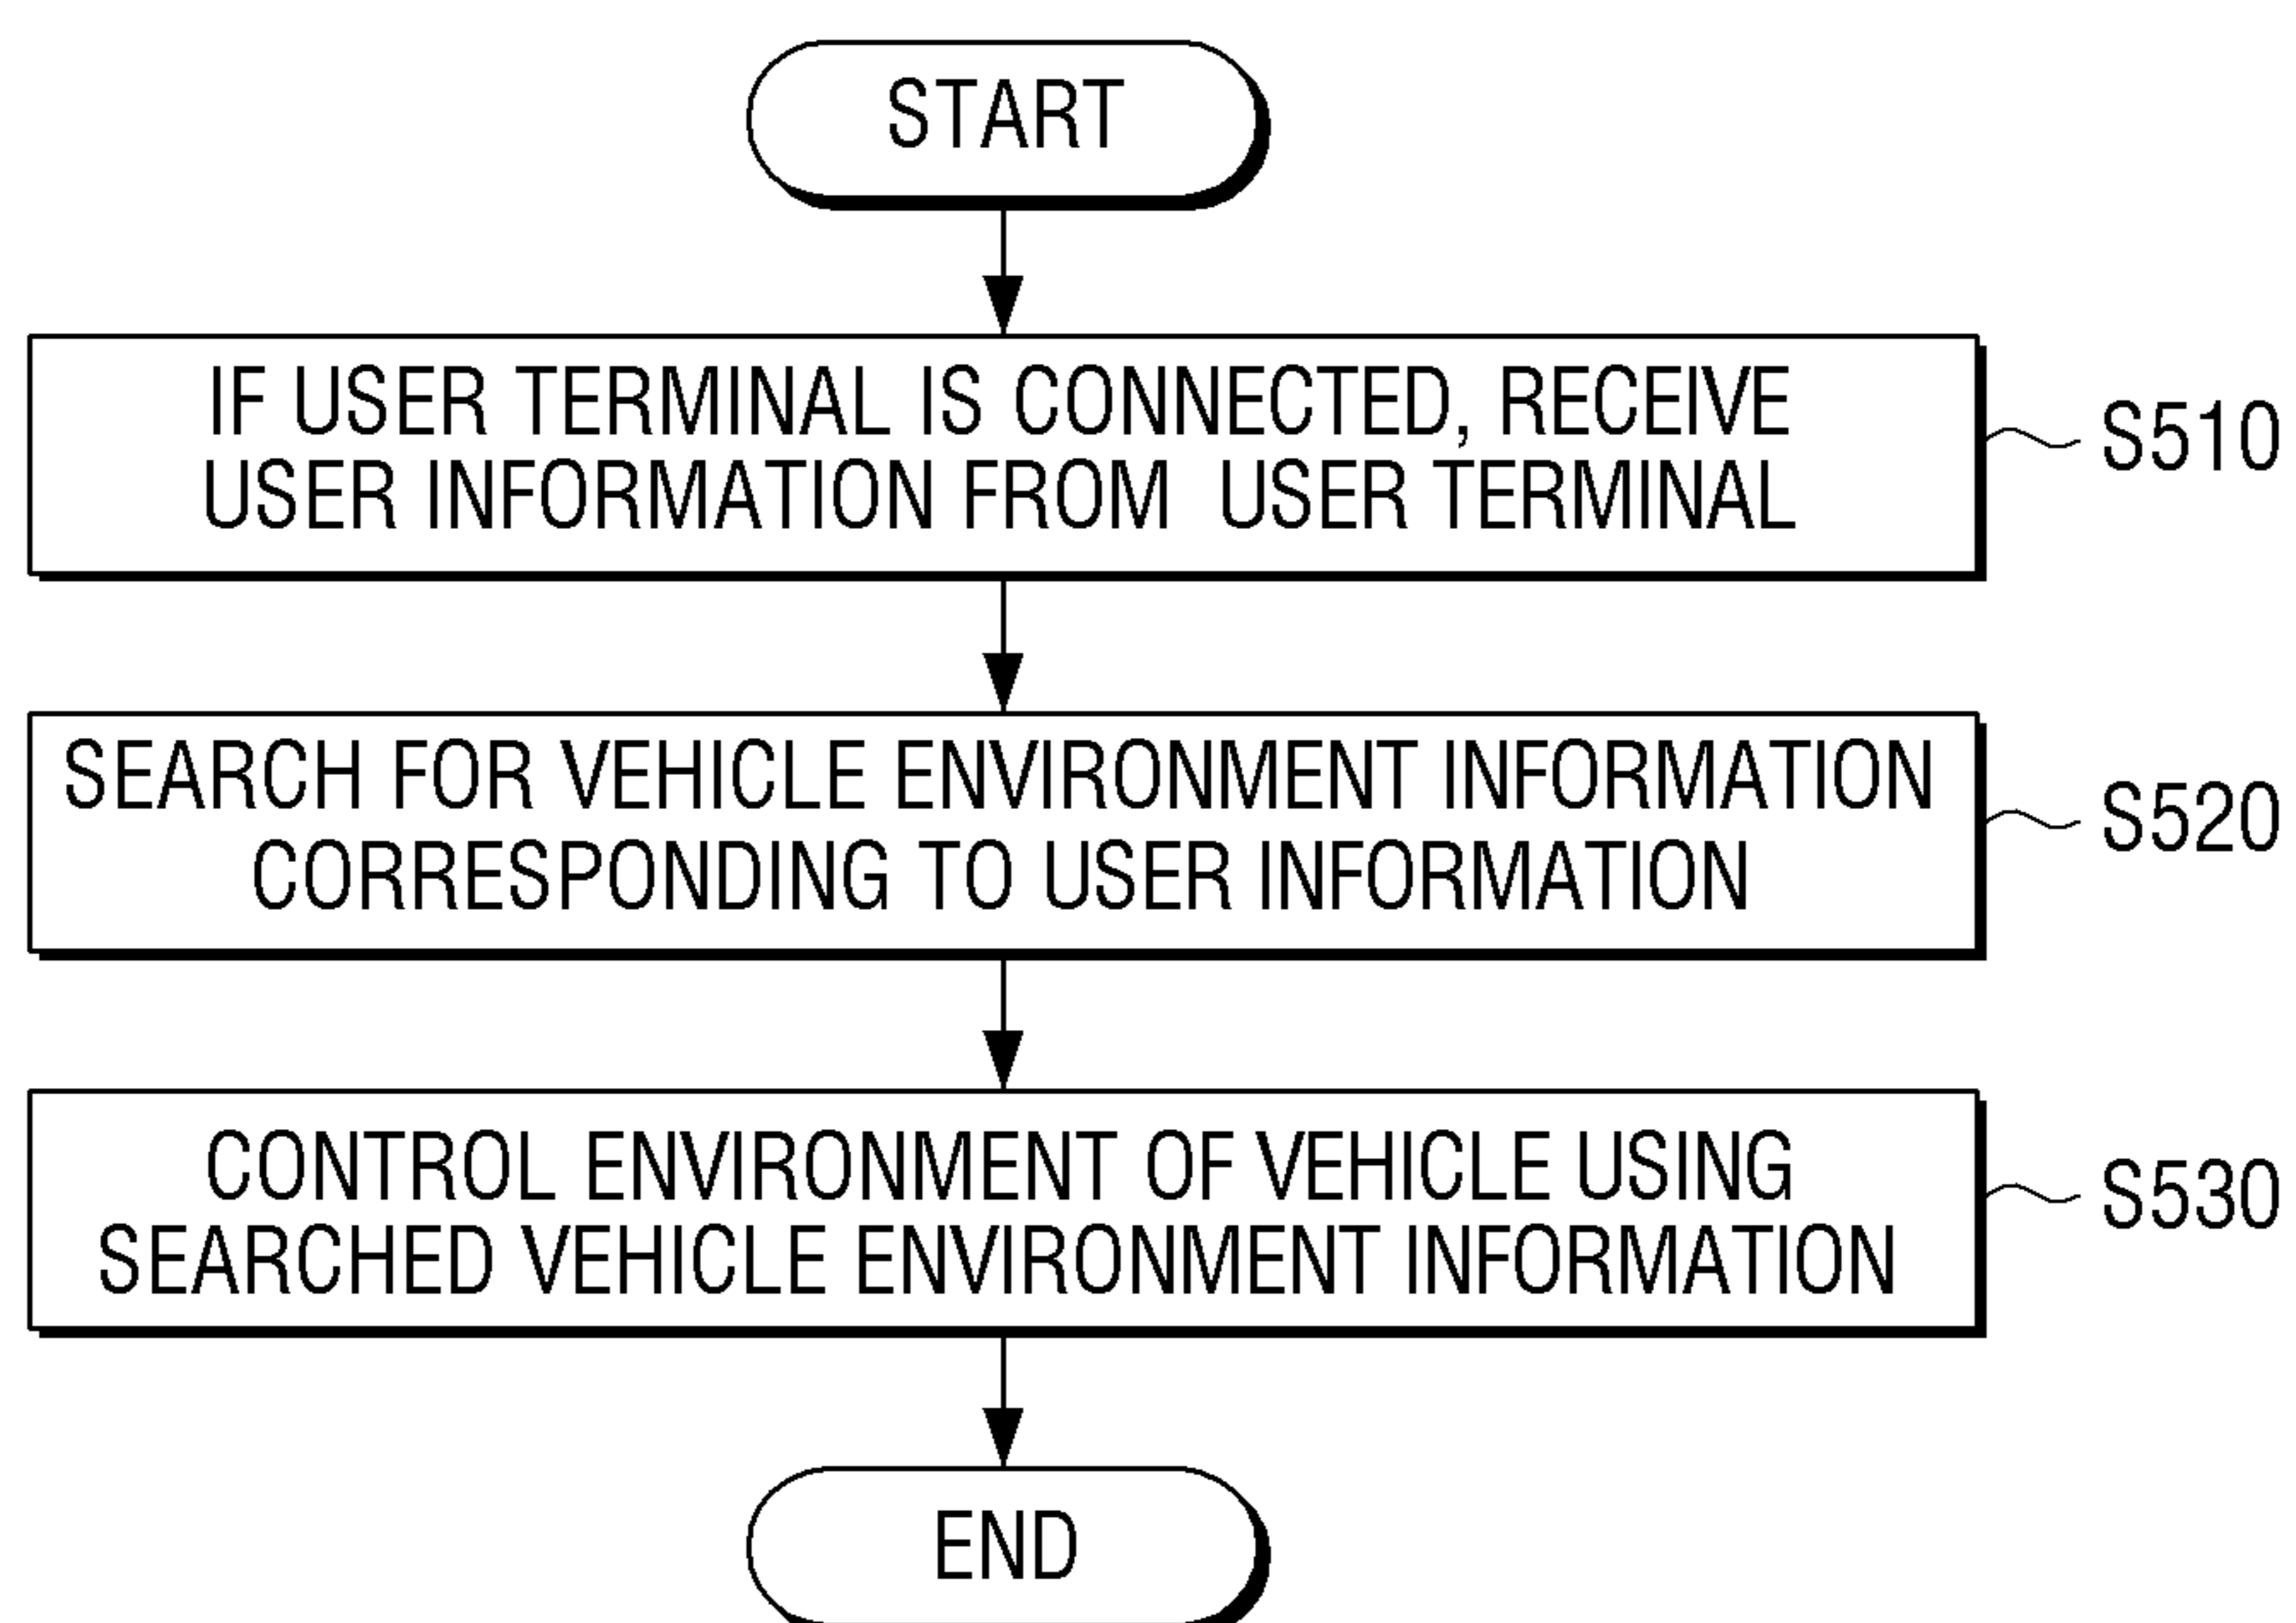 START
IF USER TERMINAL IS CONNECTED, RECEIVE
USER INFORMATION FROM USER TERMINAL
S510
SEARCH FOR VEHICLE ENVIRONMENT INFORMATION
CORRESPONDING TO USER INFORMATION
S520
CONTROL ENVIRONMENT OF VEHICLE USING
SEARCHED VEHICLE ENVIRONMENT INFORMATION
S530
END